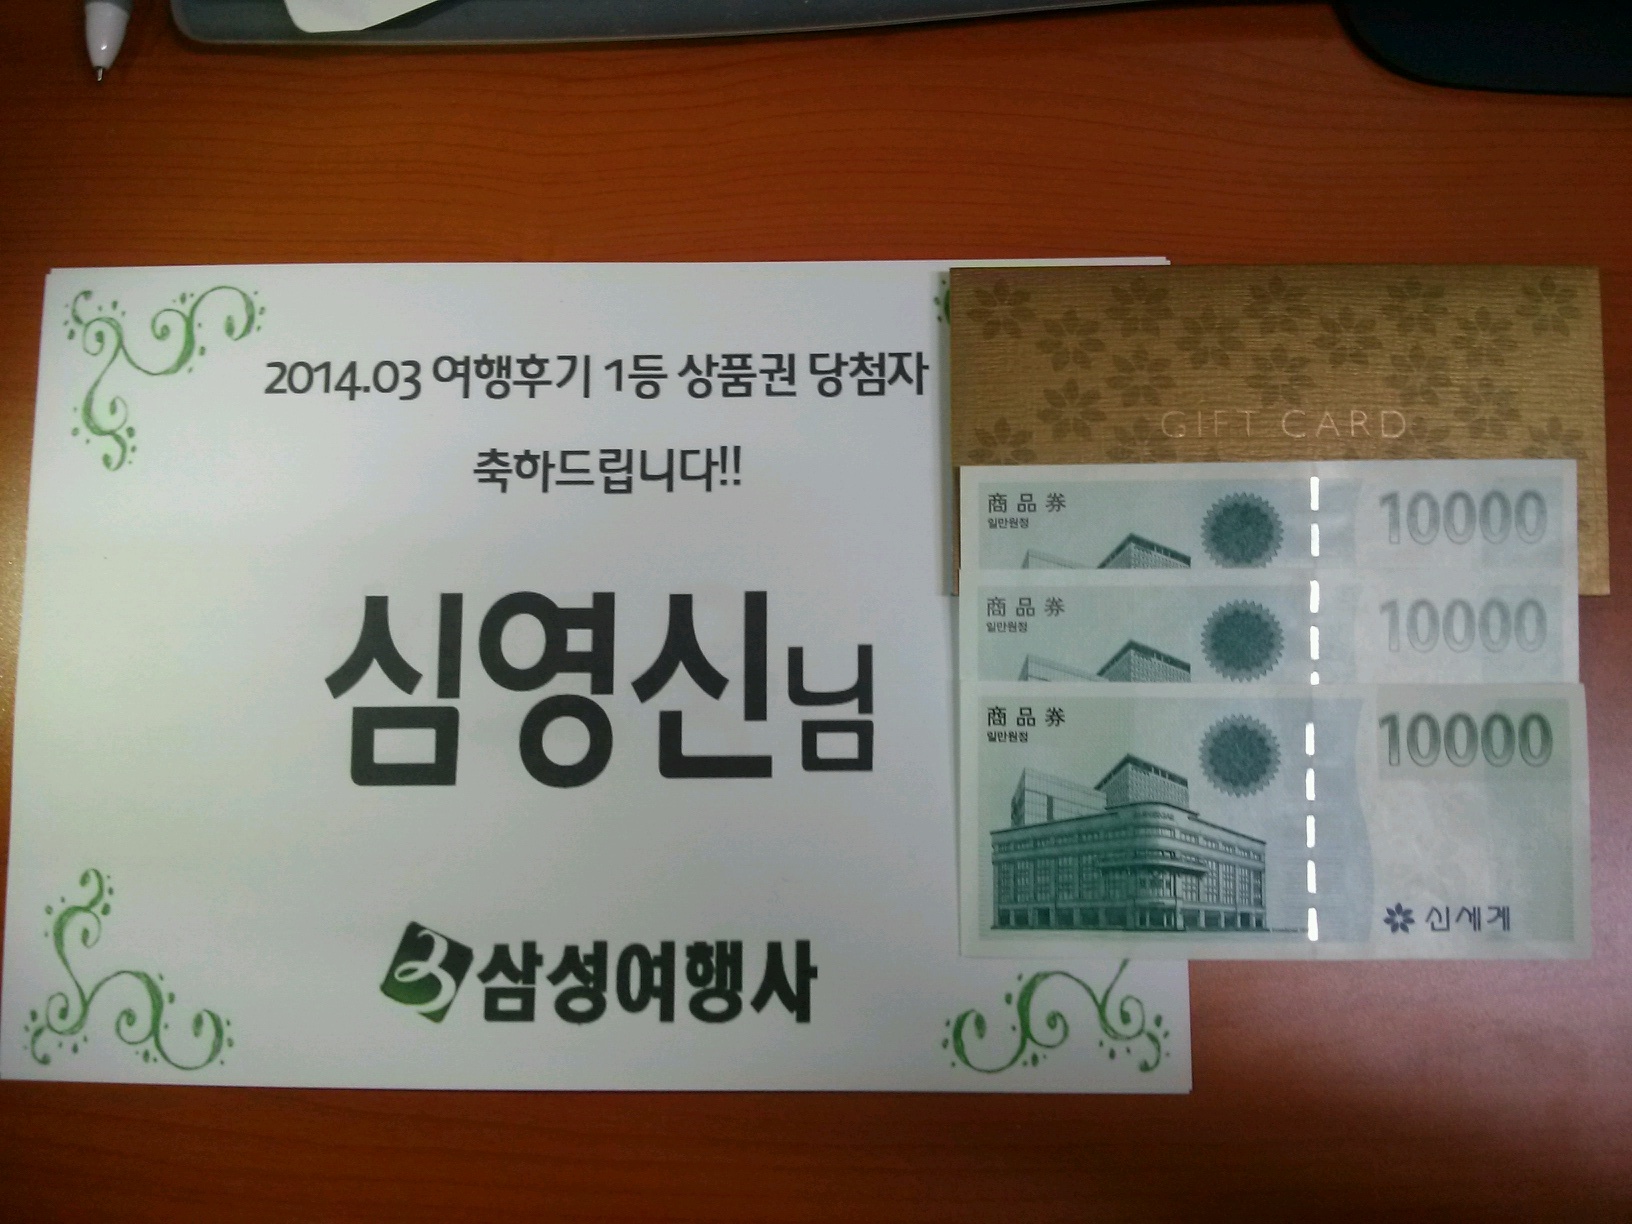 2014.03 여행후기 1등 상품권 당첨자
축하드립니다!!
심영신님
삼성여행사
GIFT CARD
商品券
일만원정
10000
商品券
일만원정
10000
商品券
일만원정
10000
신세계